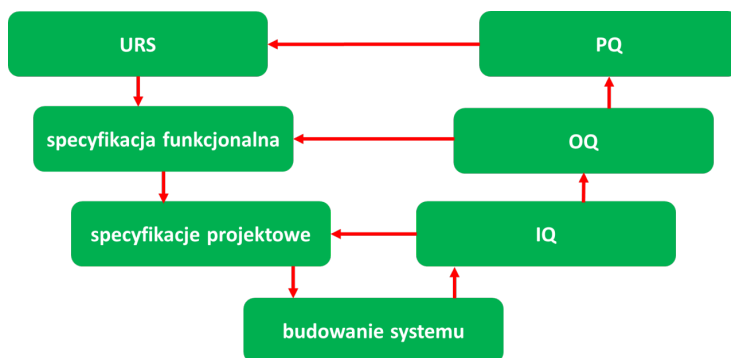 URS
PQ
specyfikacja funkcjonalna
OQ
specyfikacje projektowe
IQ
budowanie systemu